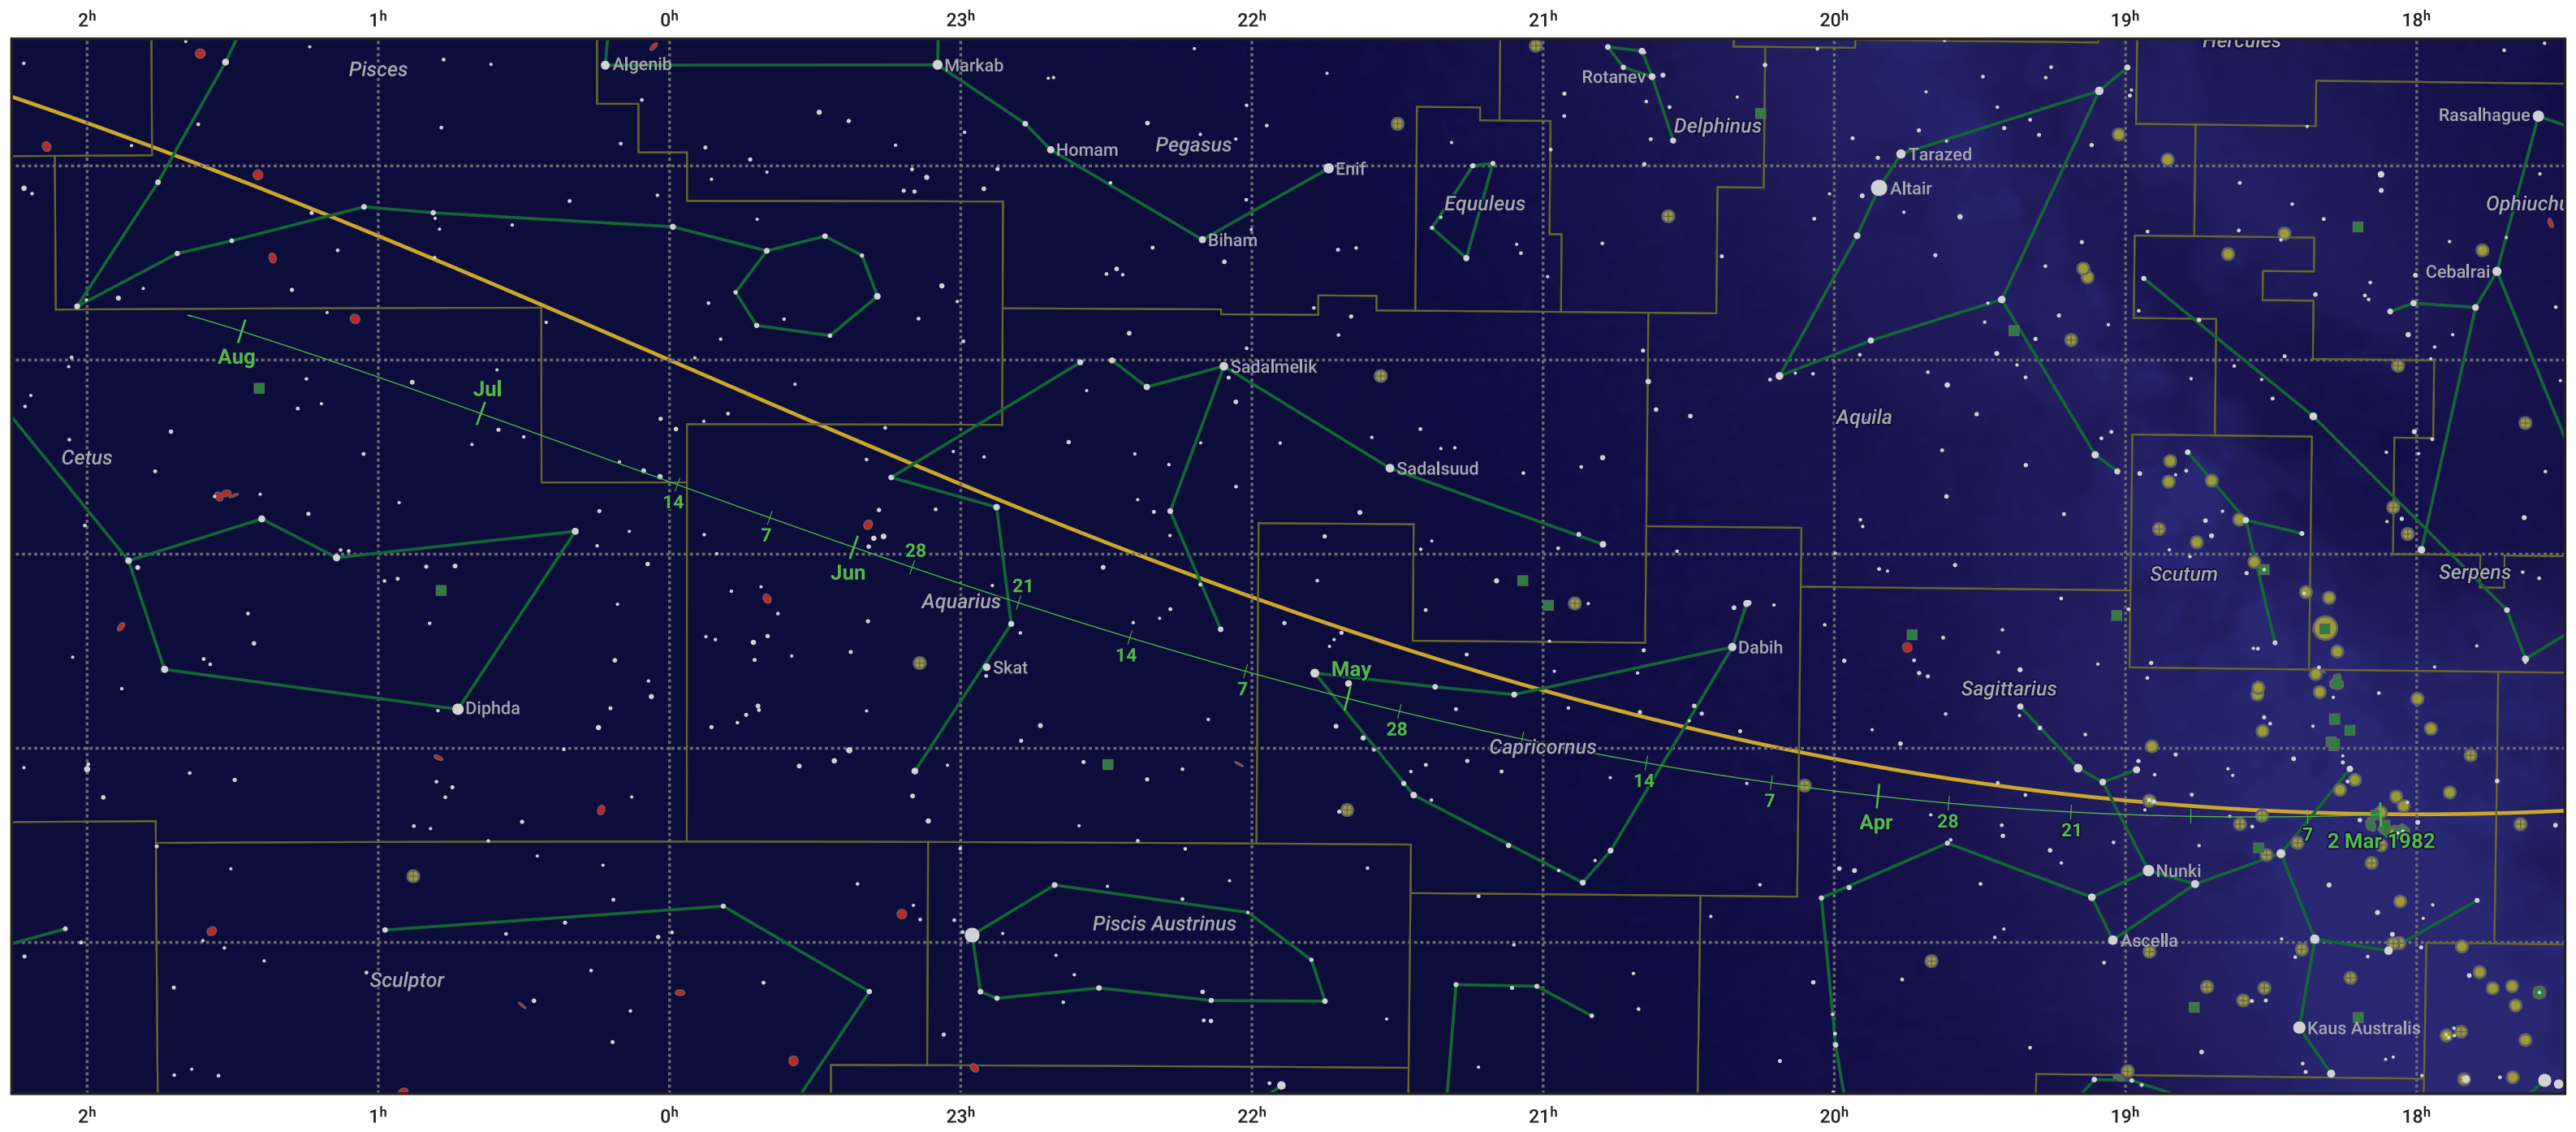 2h 1h 0h 23h 22h 21h 20h 19h 18h
Hercules
Pisces
Algenib
Markab
Rotanev
Delphinus
Rasalhague
Pegasus
Homam
Enif
Tarazed
Altair
Equuleus
Ophiuchu
Biham
Cebalrai
Aug
Jul
Sadalmelik
Aquila
Cetus
Sadalsuud
14
7
Jun
28
21
Aquarius
Scutum
Serpens
14
Skat
7
May
28
Dabih
Sagittarius
Diphda
Capricornus
14
7
Apr
28
21
7
2 Mar 1982
Nunki
Piscis Austrinus
Ascella
Sculptor
Kaus Australis
2h 1h 0h 23h 22h 21h 20h 19h 18h